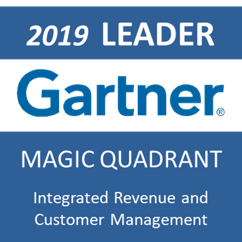 2019 LEADER
Gartner®
MAGIC QUADRANT
Integrated Revenue and
Customer Management